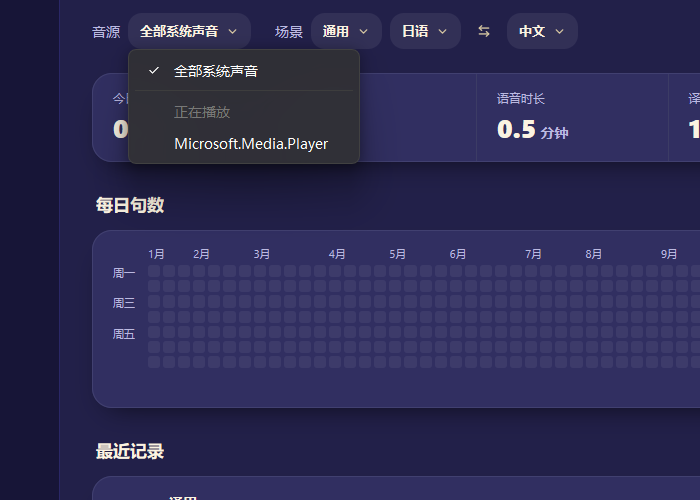 音源 全部系统声音 场景 通用 日语 中文
全部系统声音
正在播放
Microsoft.Media.Player
语音时长
0.5 分钟
每日句数
1月 2月 3月 4月 5月 6月 7月 8月 9月
周一
周三
周五
最近记录